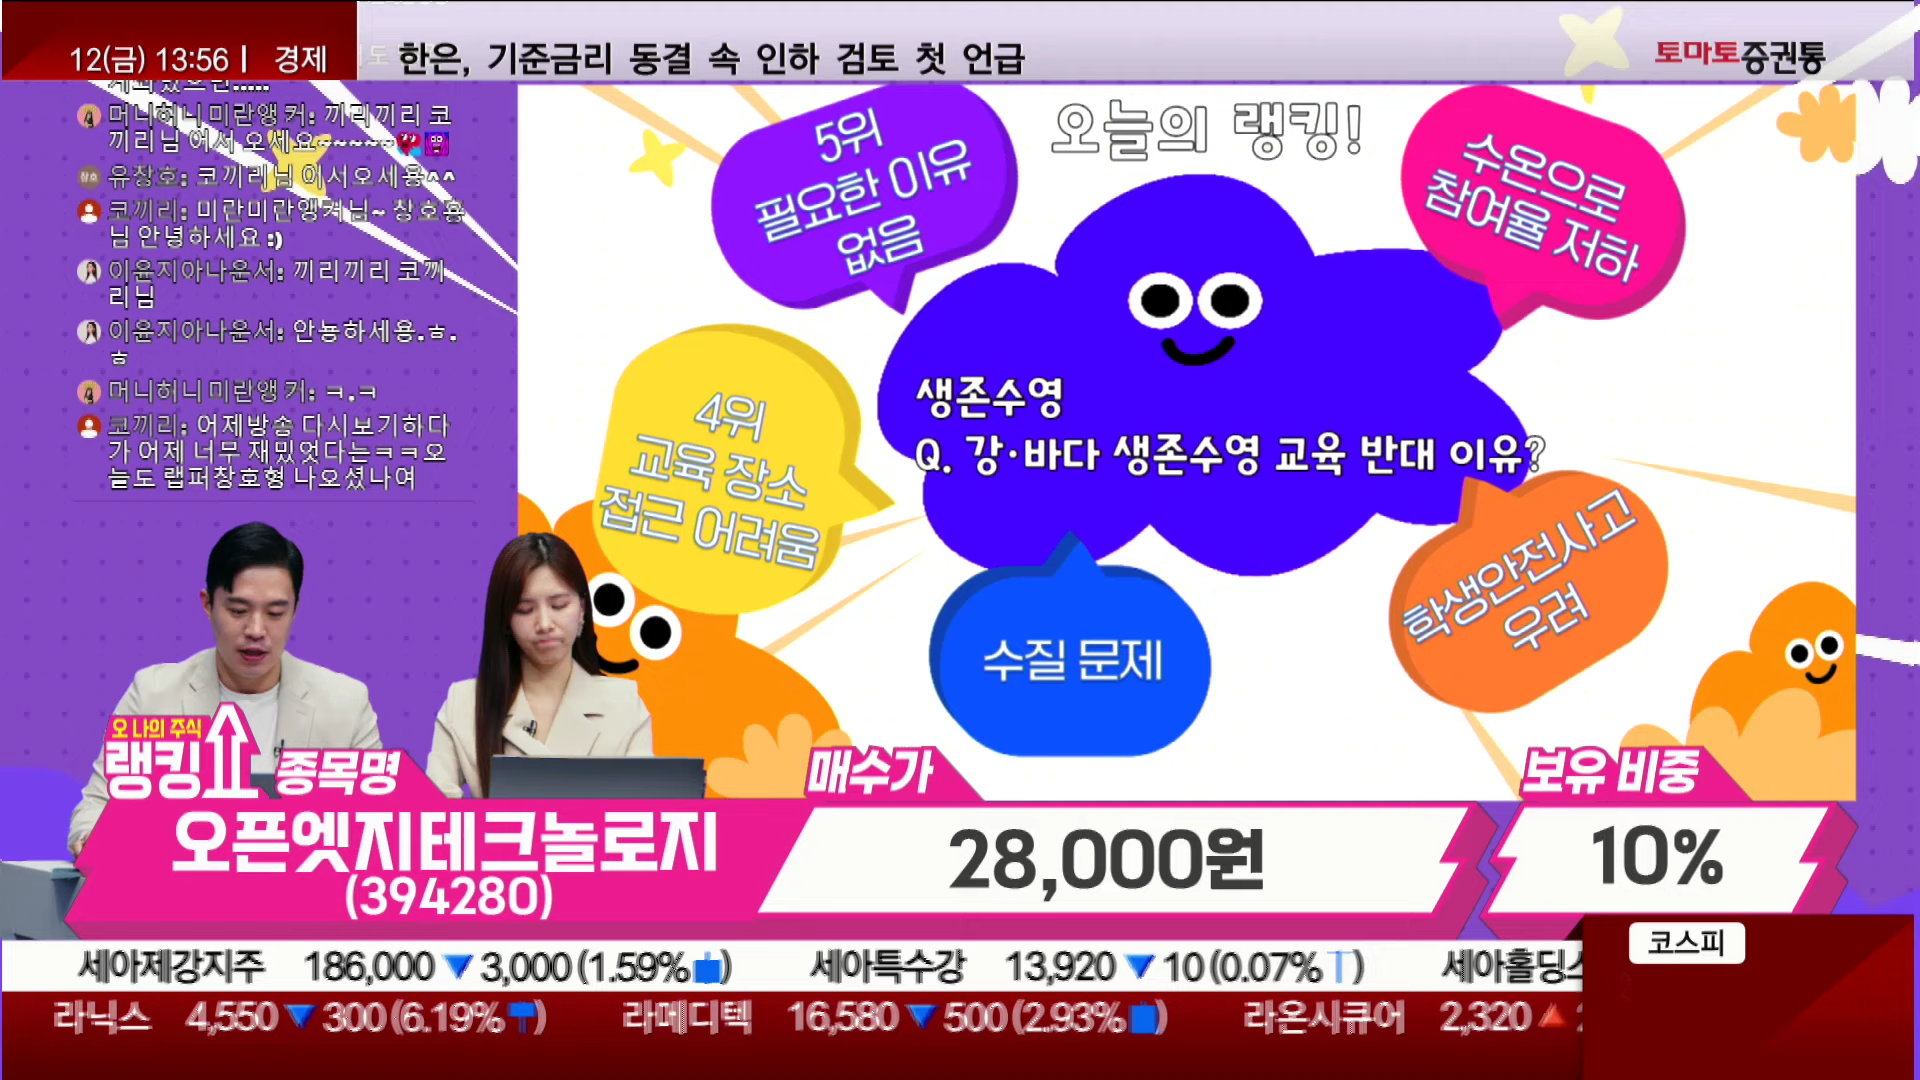 12(금) 13:56 | 경제
한은, 기준금리 동결 속 인하 검토 첫 언급
토마토증권통
머니허니 미란앵커: 끼리끼리 코
끼리님 어서 오세요~~~~~
유창호: 코끼리님 어서오세용^^
코끼리: 미란미란앵커님~ 창호용
님 안녕하세요 :)
이윤지아나운서: 끼리끼리 코끼
리님
이윤지아나운서: 안뇽하세용.ㅎ.
ㅎ
머니허니 미란앵커: ㅋ.ㅋ
코끼리: 어제방송 다시보기하다
가 어제 너무 재밌엇다는ㅋㅋ오
늘도 랩퍼창호형 나오셨나여
오늘의 랭킹!
5위
필요한 이유
없음
수온으로
참여율 저하
4위
교육 장소
접근 어려움
생존수영
Q. 강·바다 생존수영 교육 반대 이유?
수질 문제
학생안전사고
우려
오 나의 주식
랭킹
종목명
매수가
보유 비중
오픈엣지테크놀로지
(394280)
28,000원
10%
세아제강지주 186,000 ▼ 3,000 (1.59%) 세아특수강 13,920 ▼ 10 (0.07%) 세아홀딩스
라닉스 4,550 ▼ 300 (6.19%) 라메디텍 16,580 ▼ 500 (2.93%) 라온시큐어 2,320 ▲
코스피